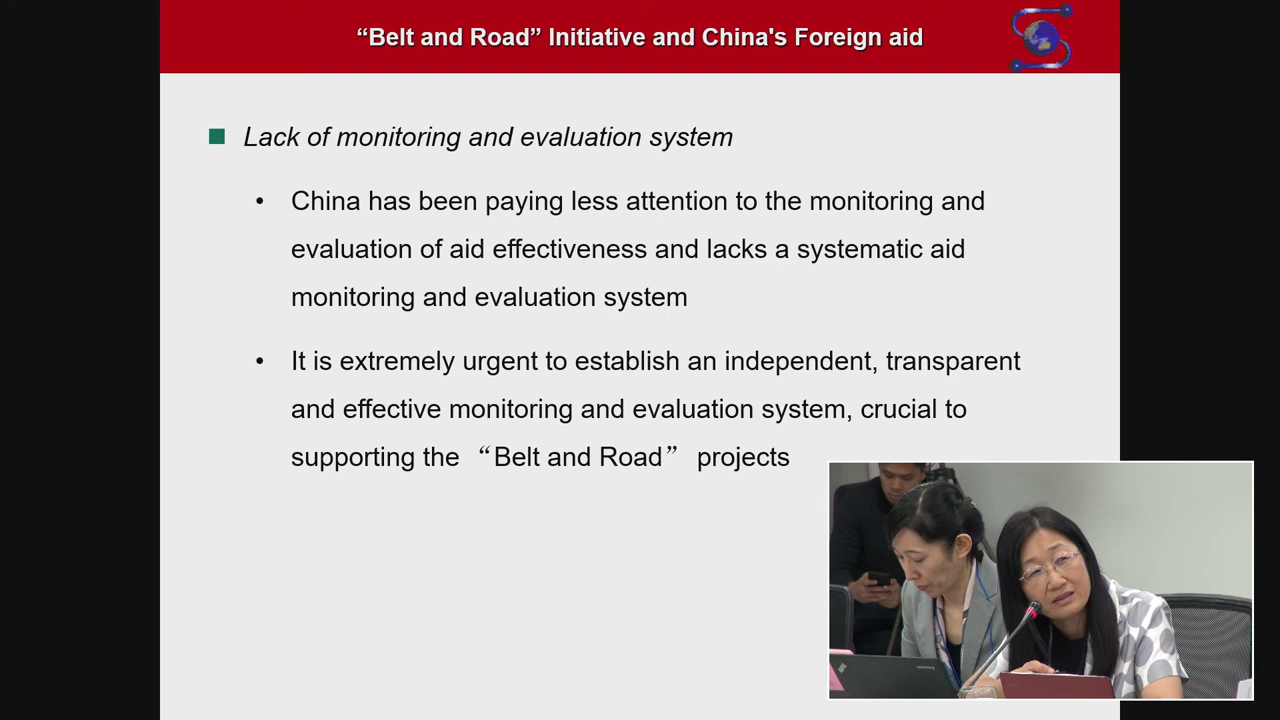 “Belt and Road” Initiative and China's Foreign aid
Lack of monitoring and evaluation system
• China has been paying less attention to the monitoring and
evaluation of aid effectiveness and lacks a systematic aid
monitoring and evaluation system
• It is extremely urgent to establish an independent, transparent
and effective monitoring and evaluation system, crucial to
supporting the “Belt and Road” projects